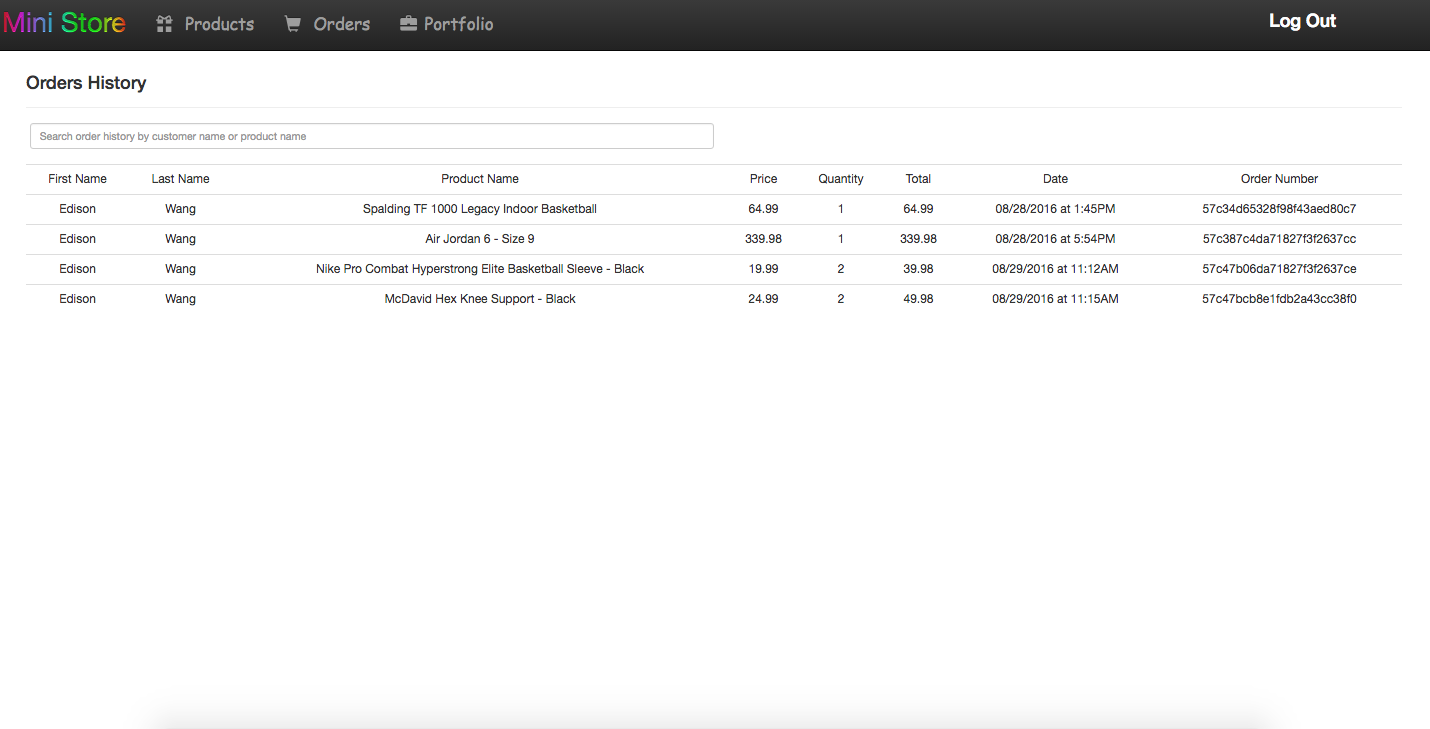 Mini Store Products Orders Portfolio Log Out
Orders History
Search order history by customer name or product name
First Name Last Name Product Name Price Quantity Total Date Order Number
Edison Wang Spalding TF 1000 Legacy Indoor Basketball 64.99 1 64.99 08/28/2016 at 1:45PM 57c34d65328f98f43aed80c7
Edison Wang Air Jordan 6 - Size 9 339.98 1 339.98 08/28/2016 at 5:54PM 57c387c4da71827f3f2637cc
Edison Wang Nike Pro Combat Hyperstrong Elite Basketball Sleeve - Black 19.99 2 39.98 08/29/2016 at 11:12AM 57c47b06da71827f3f2637ce
Edison Wang McDavid Hex Knee Support - Black 24.99 2 49.98 08/29/2016 at 11:15AM 57c47bcb8e1fdb2a43cc38f0